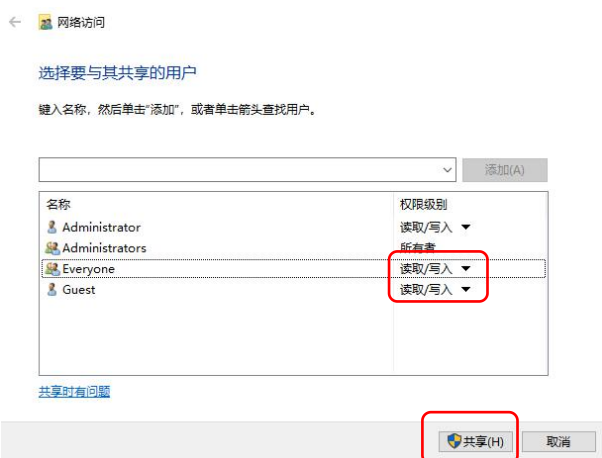 网络访问
选择要与其共享的用户
键入名称，然后单击"添加"，或者单击箭头查找用户。
添加(A)
名称 权限级别
Administrator 读取/写入
Administrators 所有者
Everyone 读取/写入
Guest 读取/写入
共享时有问题
共享(H) 取消